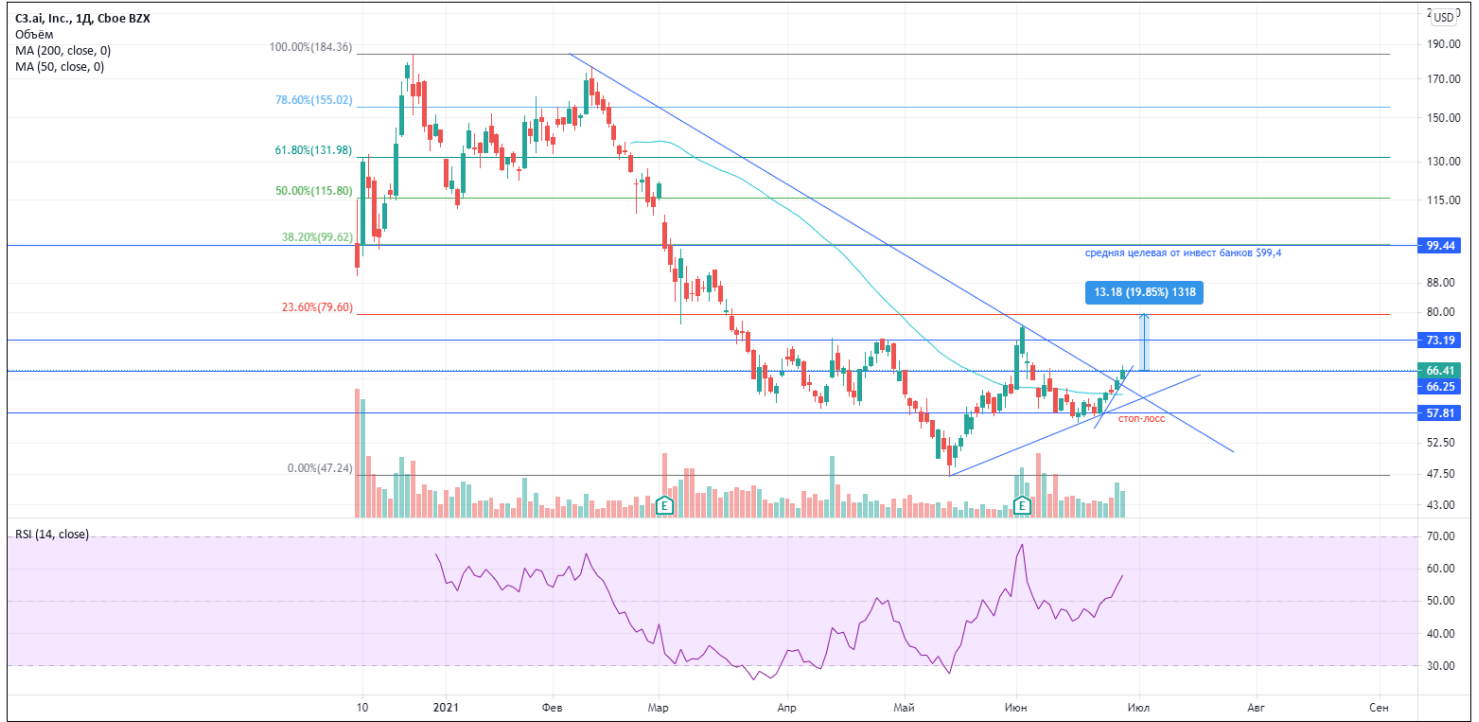 C3.ai, Inc., 1Д, Cboe BZX
Объём
MA (200, close, 0)
MA (50, close, 0)
USD
190.00
170.00
150.00
130.00
115.00
99.44
88.00
80.00
73.19
66.41
66.25
57.81
52.50
47.50
43.00
100.00%(184.36)
78.60%(155.02)
61.80%(131.98)
50.00%(115.80)
38.20%(99.62)
средняя целевая от инвест банков $99,4
13.18 (19.85%) 1318
23.60%(79.60)
стоп-лосс
0.00%(47.24)
E
E
RSI (14, close)
70.00
60.00
50.00
40.00
30.00
10 2021 Фев Мар Апр Май Июн Июл Авг Сен